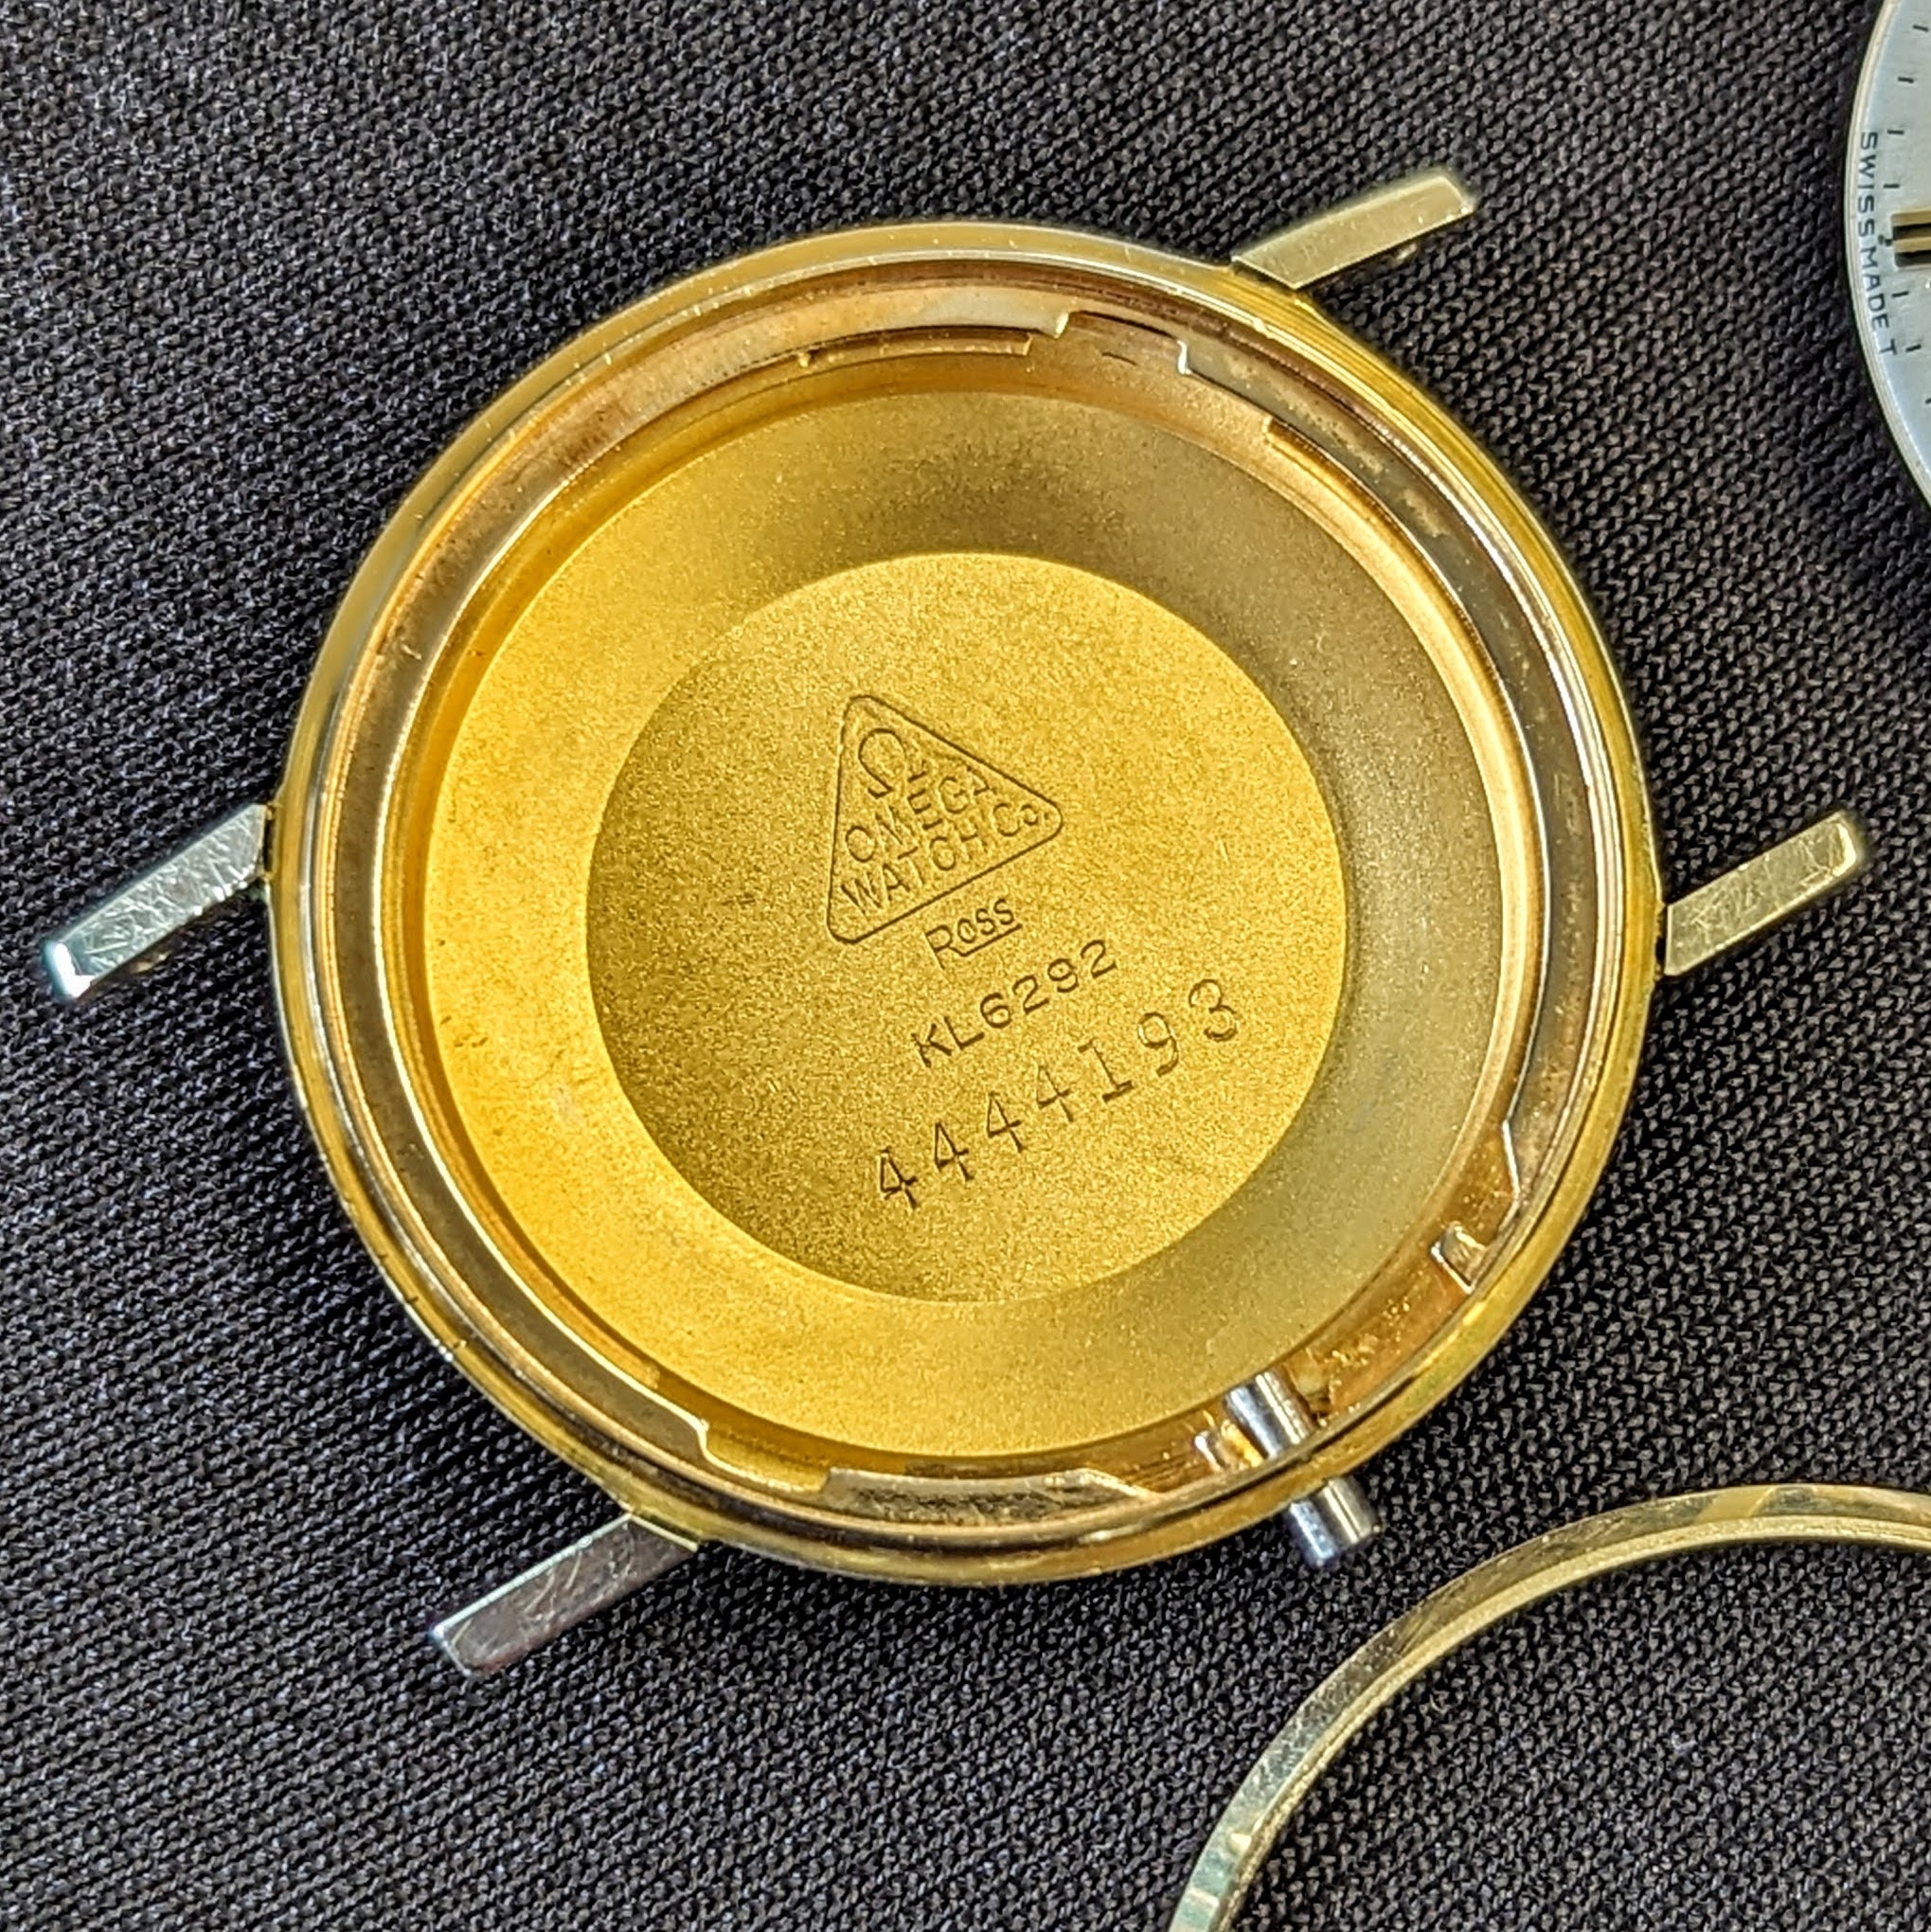 Ω
OMEGA
WATCH Co.
Ross
KL6292
4444193
SWISS MADE T